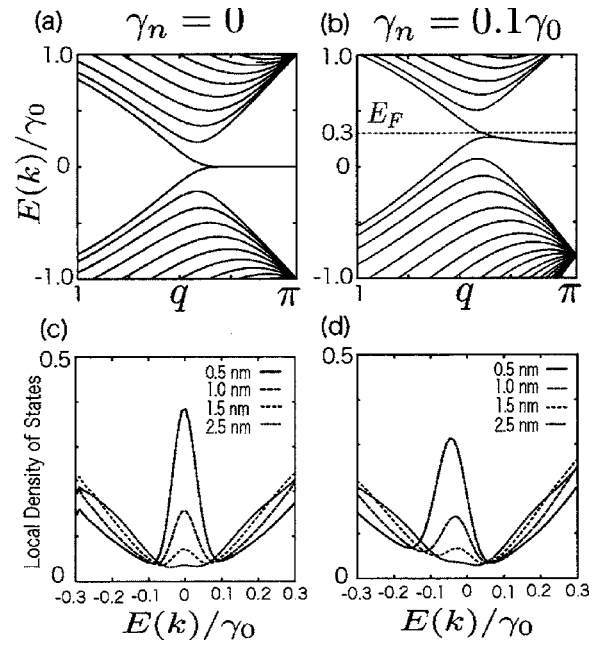 (a) γn = 0
(b) γn = 0.1γ0
E(k)/γ0
1.0
0
-1.0
1 q π
1.0
EF
0.3
0
-1.0
1 q π
(c)
(d)
Local Density of States
0.5
0
0.5 nm
1.0 nm
1.5 nm
2.5 nm
-0.3 -0.2 -0.1 0 0.1 0.2 0.3
E(k)/γ0
0.5
0
0.5 nm
1.0 nm
1.5 nm
2.5 nm
-0.3 -0.2 -0.1 0 0.1 0.2 0.3
E(k)/γ0